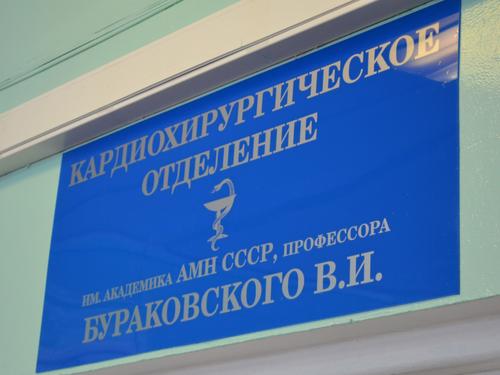 КАРДИОХИРУРГИЧЕСКОЕ
ОТДЕЛЕНИЕ
ИМ. АКАДЕМИКА АМН СССР, ПРОФЕССОРА
БУРАКОВСКОГО В.И.